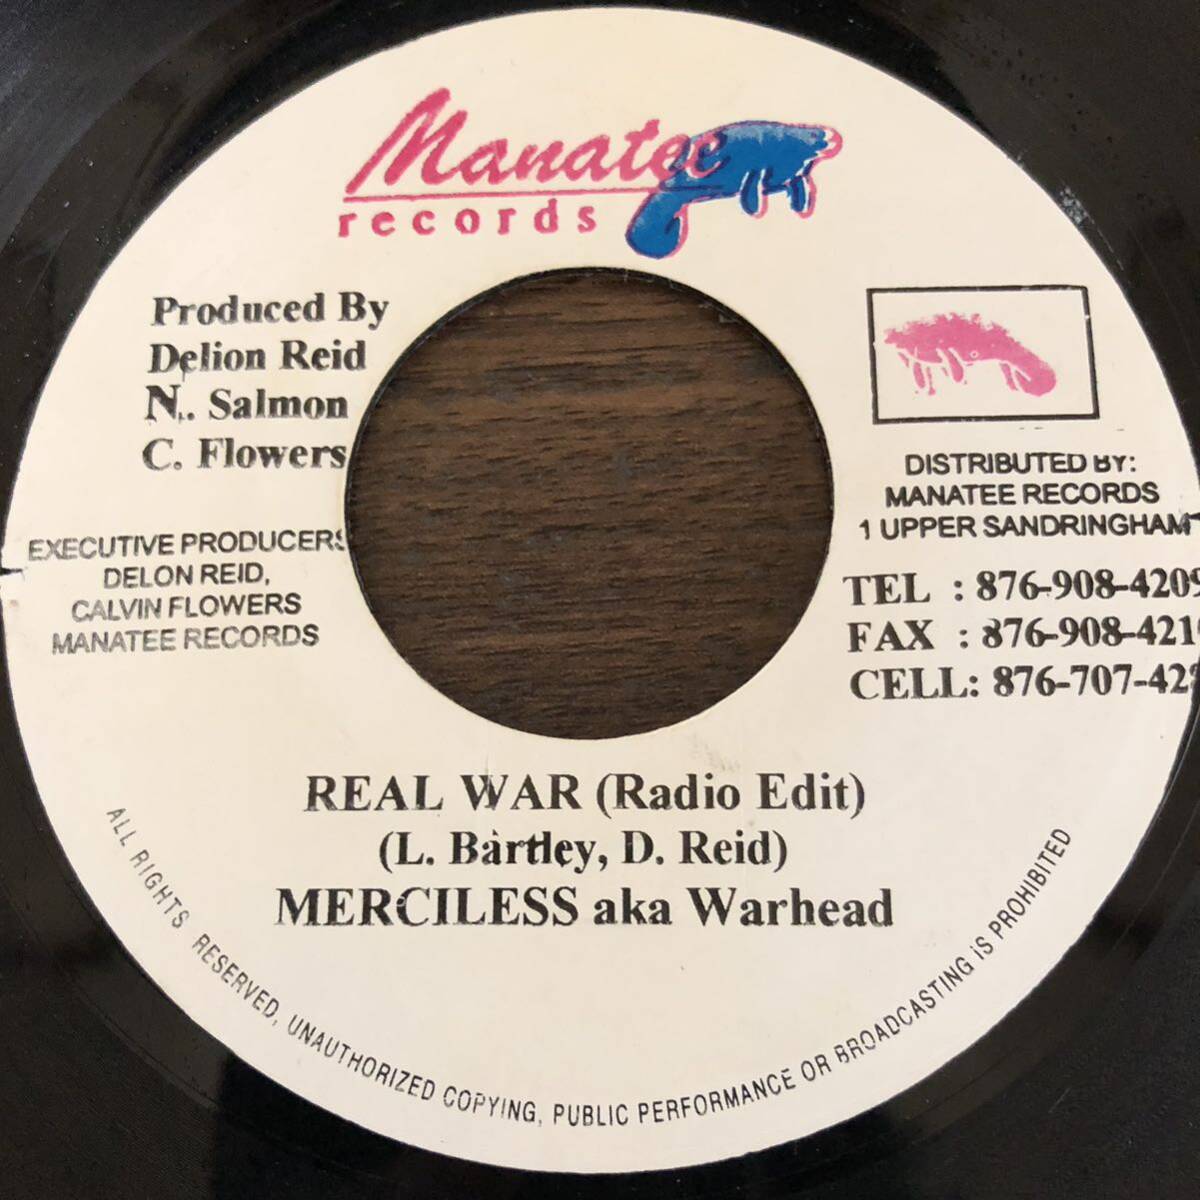 Manatee
records
Produced By
Delion Reid
N. Salmon
C. Flowers
EXECUTIVE PRODUCERS
DELON REID,
CALVIN FLOWERS
MANATEE RECORDS
DISTRIBUTED BY:
MANATEE RECORDS
1 UPPER SANDRINGHAM
TEL : 876-908-4209
FAX : 876-908-421
CELL: 876-707-42
REAL WAR (Radio Edit)
(L. Bartley, D. Reid)
MERCILESS aka Warhead
ALL RIGHTS RESERVED, UNAUTHORIZED COPYING, PUBLIC PERFORMANCE OR BROADCASTING iS PROHIBITED